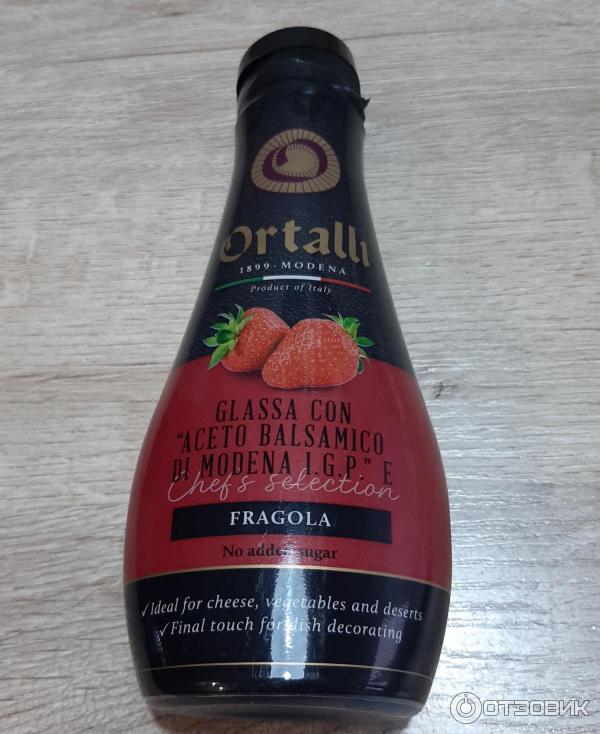 Ortalli
1899 · MODENA
Product of Italy
GLASSA CON
"ACETO BALSAMICO
DI MODENA I.G.P." E
Chef's selection
FRAGOLA
No added sugar
✓Ideal for cheese, vegetables and deserts
✓Final touch for dish decorating
ОТЗОВИК